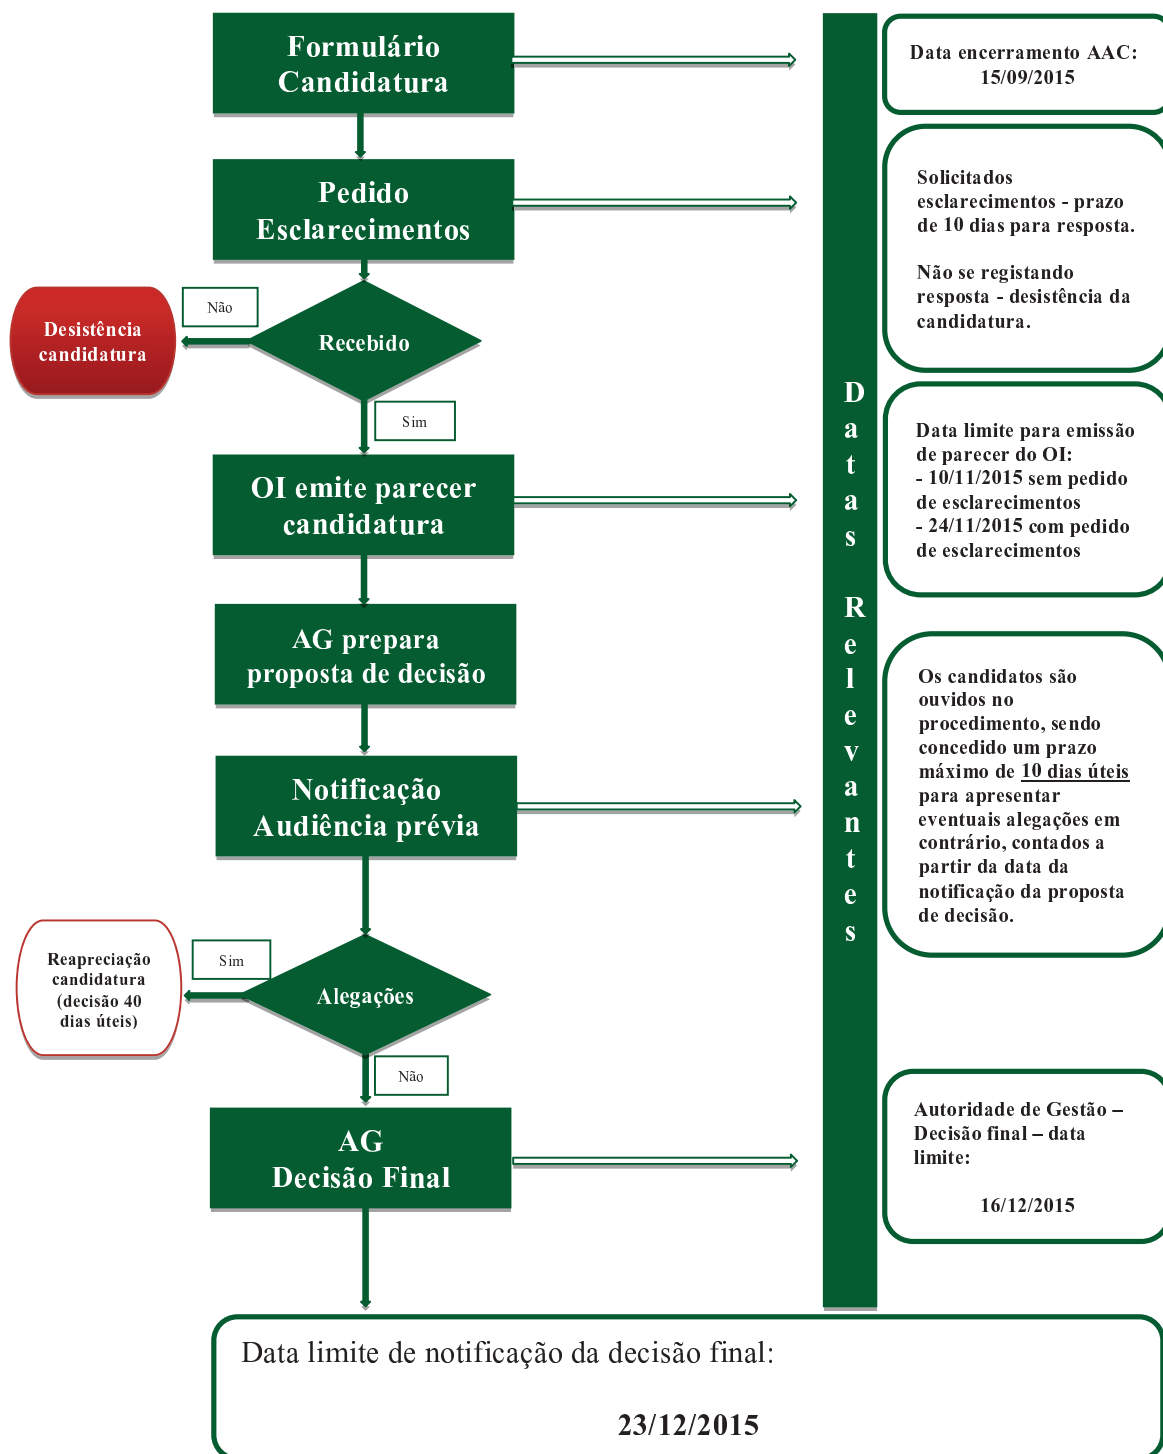 Formulário
Candidatura
Data encerramento AAC:
15/09/2015
Pedido
Esclarecimentos
Solicitados
esclarecimentos - prazo
de 10 dias para resposta.
Não se registando
resposta - desistência da
candidatura.
Não
Desistência
candidatura
Recebido
Sim
OI emite parecer
candidatura
Data limite para emissão
de parecer do OI:
- 10/11/2015 sem pedido
de esclarecimentos
- 24/11/2015 com pedido
de esclarecimentos
Datas Relevantes
AG prepara
proposta de decisão
Notificação
Audiência prévia
Os candidatos são
ouvidos no
procedimento, sendo
concedido um prazo
máximo de 10 dias úteis
para apresentar
eventuais alegações em
contrário, contados a
partir da data da
notificação da proposta
de decisão.
Sim
Reapreciação
candidatura
(decisão 40
dias úteis)
Alegações
Não
AG
Decisão Final
Autoridade de Gestão –
Decisão final – data
limite:
16/12/2015
Data limite de notificação da decisão final:
23/12/2015